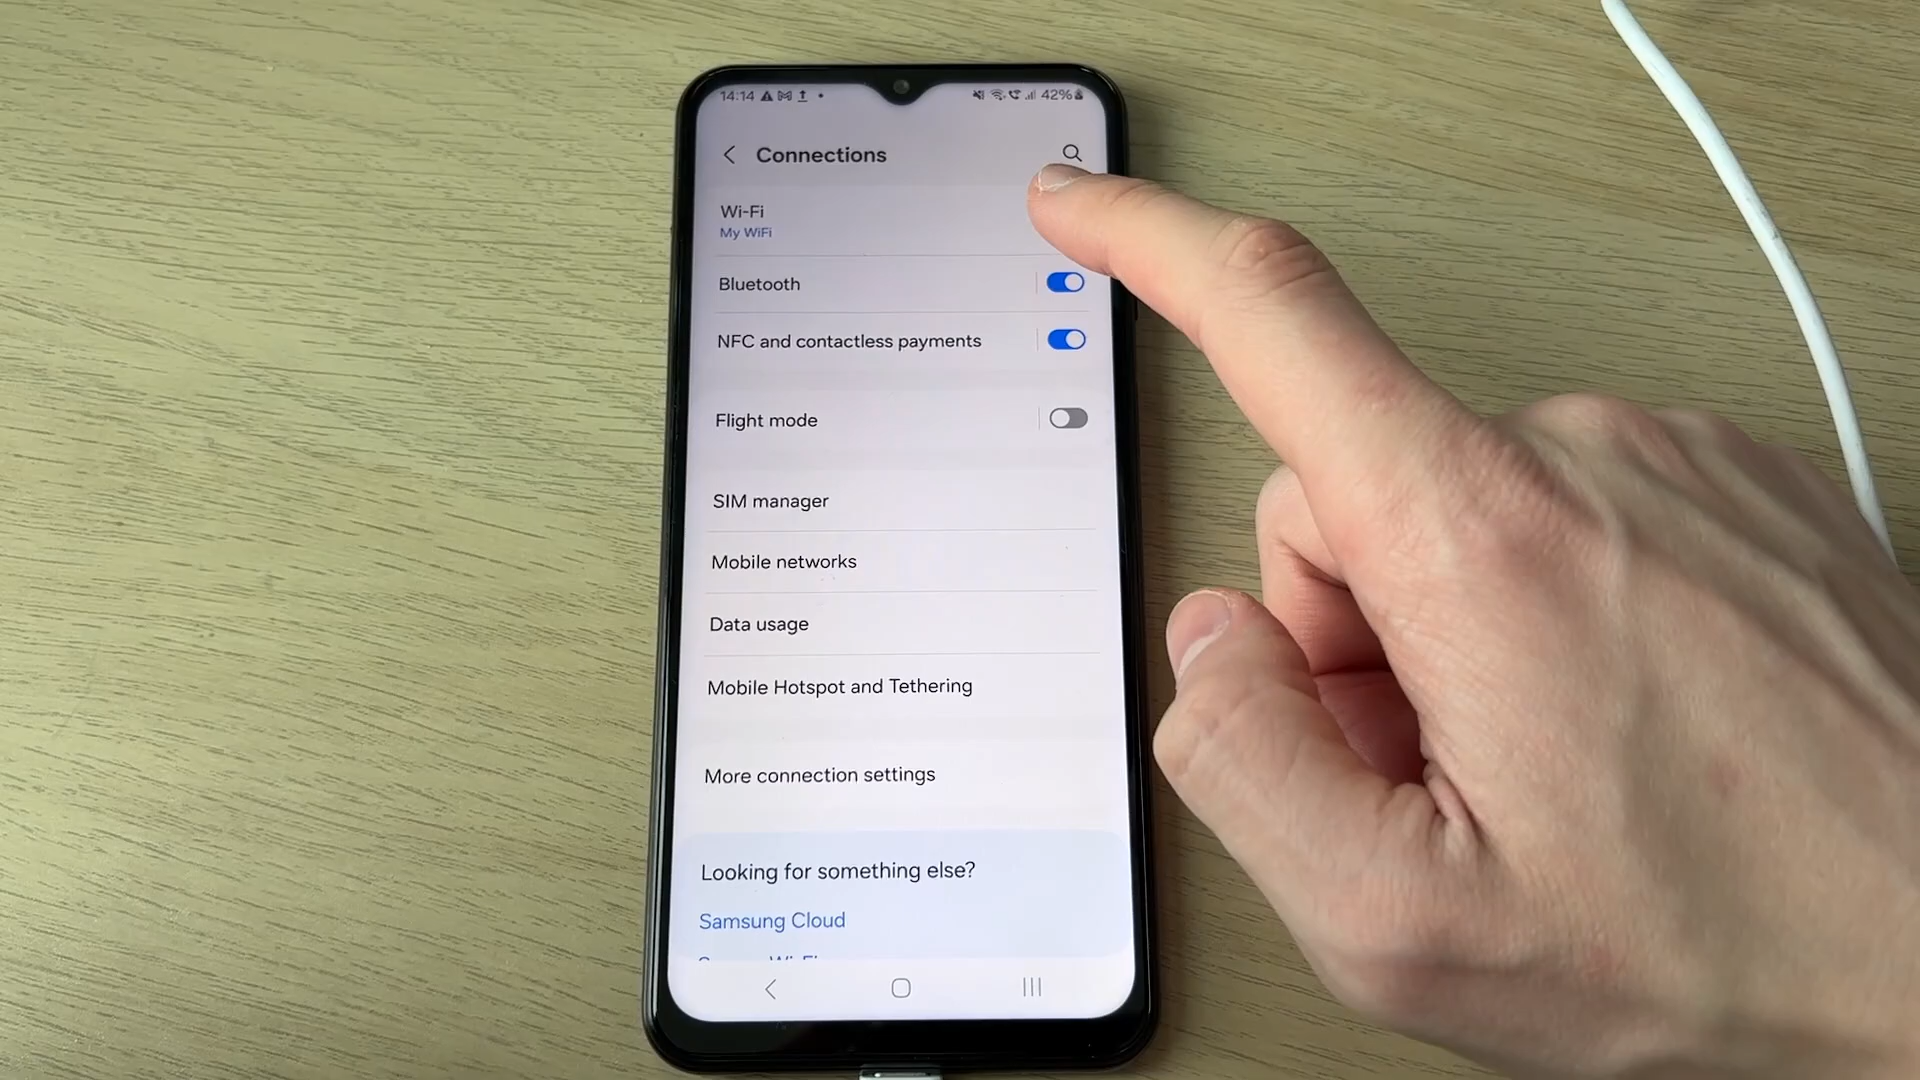 14:14
42%
Connections
Wi-Fi
My WiFi
Bluetooth
NFC and contactless payments
Flight mode
SIM manager
Mobile networks
Data usage
Mobile Hotspot and Tethering
More connection settings
Looking for something else?
Samsung Cloud